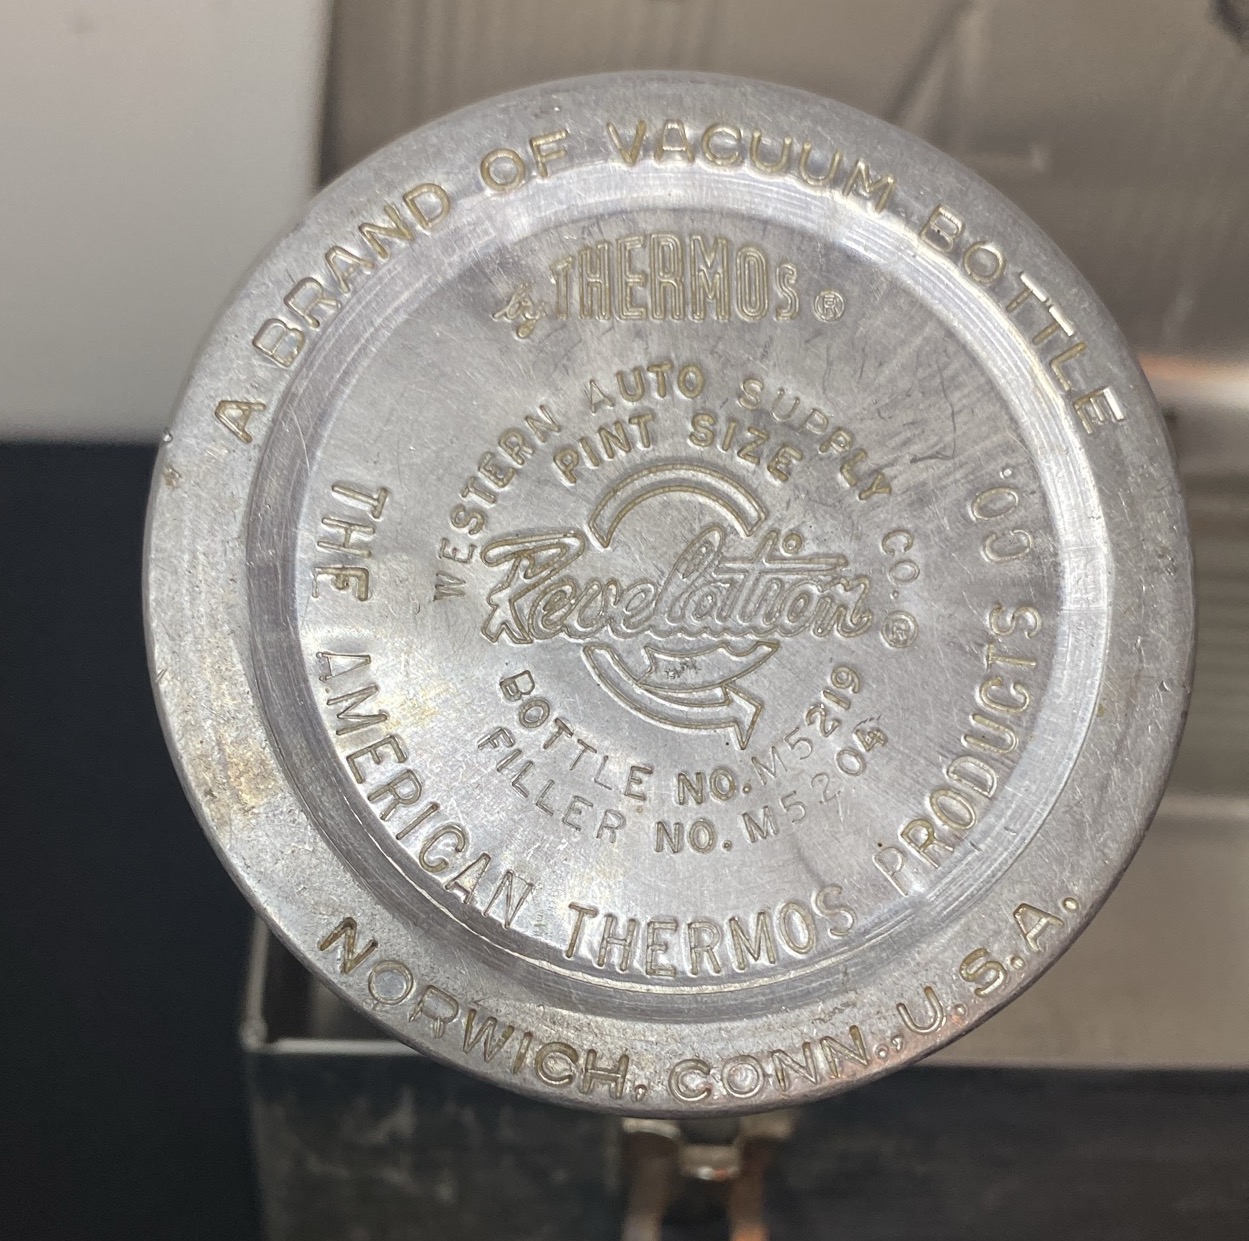 A BRAND OF VACUUM BOTTLE
by THERMOS ®
WESTERN AUTO SUPPLY CO.
PINT SIZE
Revelation ®
BOTTLE NO. M5219
FILLER NO. M5204
THE AMERICAN THERMOS PRODUCTS CO.
NORWICH, CONN., U.S.A.